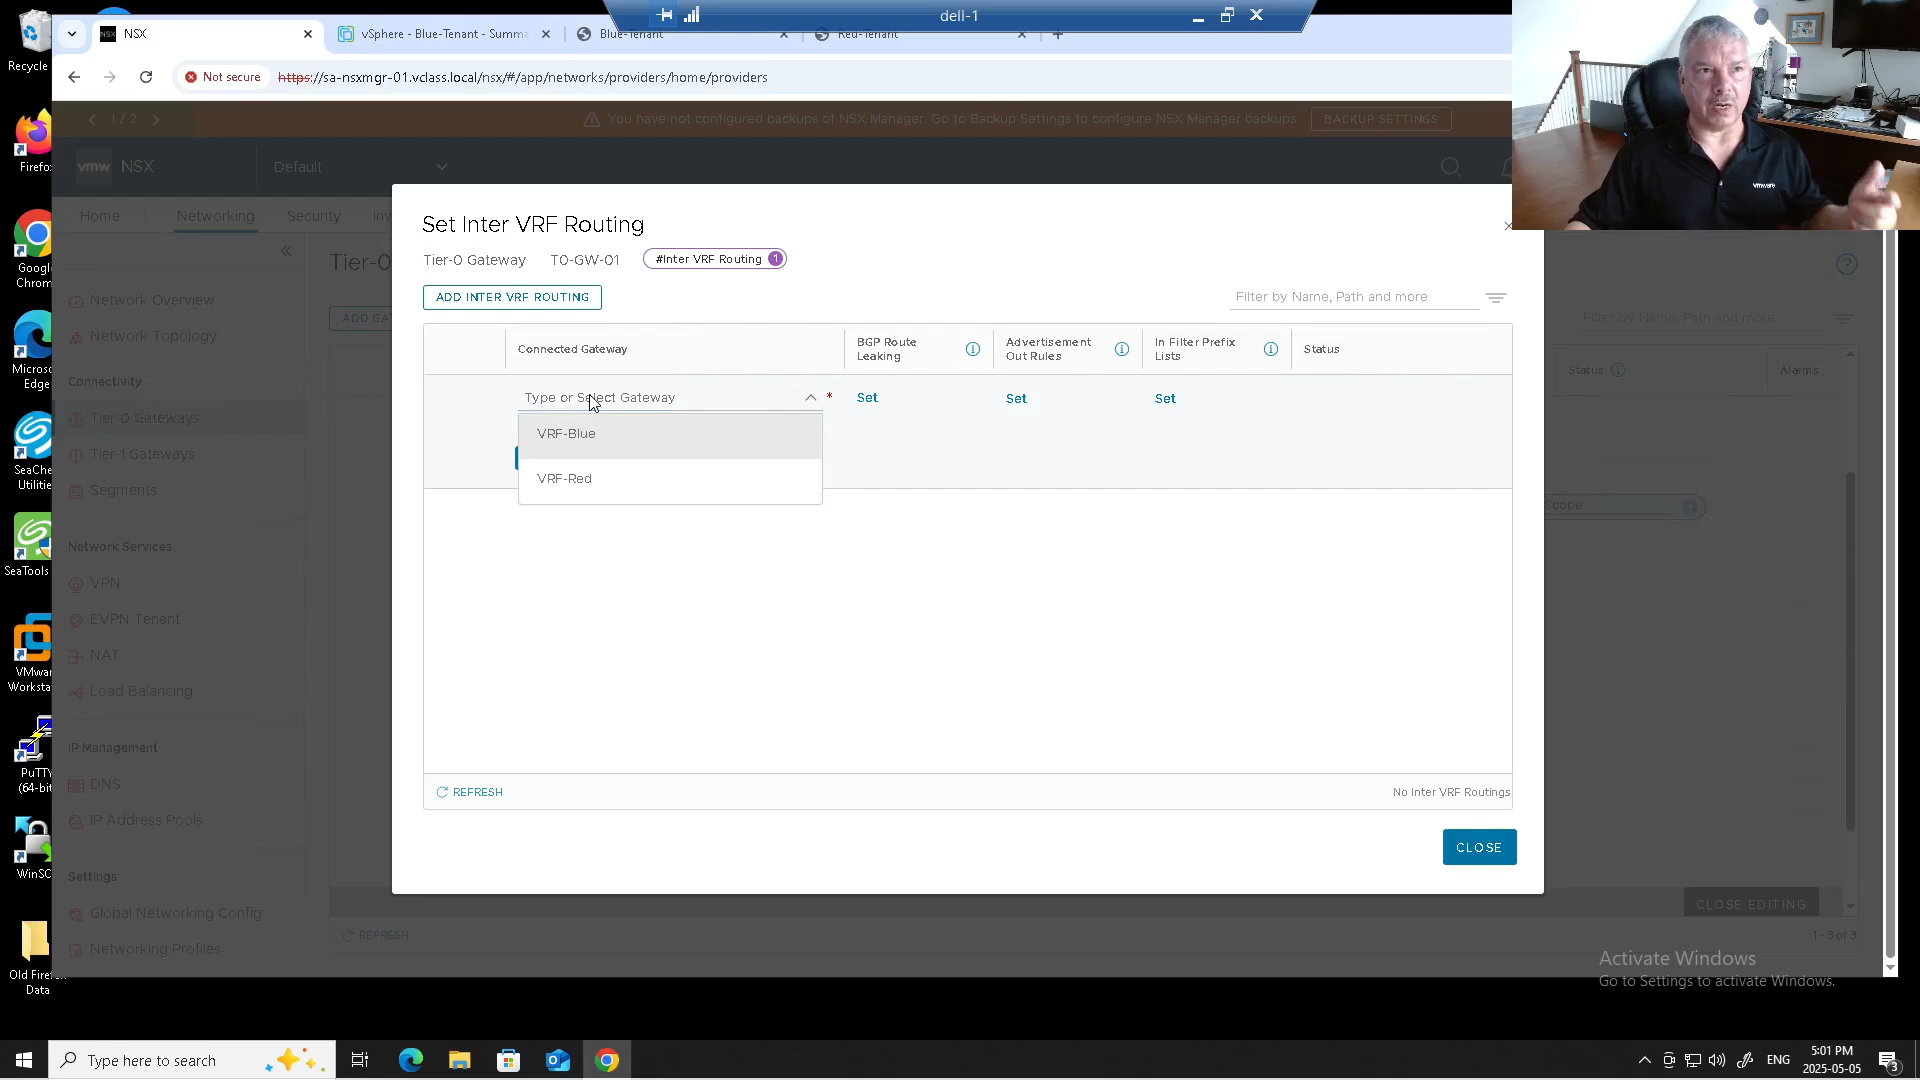 dell-1
NSX
vSphere - Blue-Tenant - Summa
Blue-Tenant
Red-Tenant
Not secure
https://sa-nsxmgr-01.vclass.local/nsx/#/app/networks/providers/home/providers
1 / 2
You have not configured backups of NSX Manager. Go to Backup Settings to configure NSX Manager backups.
BACKUP SETTINGS
vmw
NSX
Default
Home
Networking
Security
Inv
Tier-0
ADD GA
Network Overview
Network Topology
Connectivity
Tier-0 Gateways
Tier-1 Gateways
Segments
Network Services
VPN
EVPN Tenant
NAT
Load Balancing
IP Management
DNS
IP Address Pools
Settings
Global Networking Config
Networking Profiles
Set Inter VRF Routing
Tier-0 Gateway
T0-GW-01
#Inter VRF Routing 1
ADD INTER VRF ROUTING
Filter by Name, Path and more
Connected Gateway
BGP Route Leaking
Advertisement Out Rules
In Filter Prefix Lists
Status
Type or Select Gateway
*
Set
Set
Set
VRF-Blue
VRF-Red
REFRESH
No Inter VRF Routings
CLOSE
Filter by Name, Path and more
Status
Alarms
Scope
CLOSE EDITING
REFRESH
1 - 3 of 3
vmware
Activate Windows
Go to Settings to activate Windows.
Recycle
Firefo
Google
Chrom
Micros
Edge
SeaChe
Utilitie
SeaTools
VMwar
Worksta
PuTTY
(64-bit
WinSC
Old Fire
Data
Type here to search
ENG
5:01 PM
2025-05-05
3